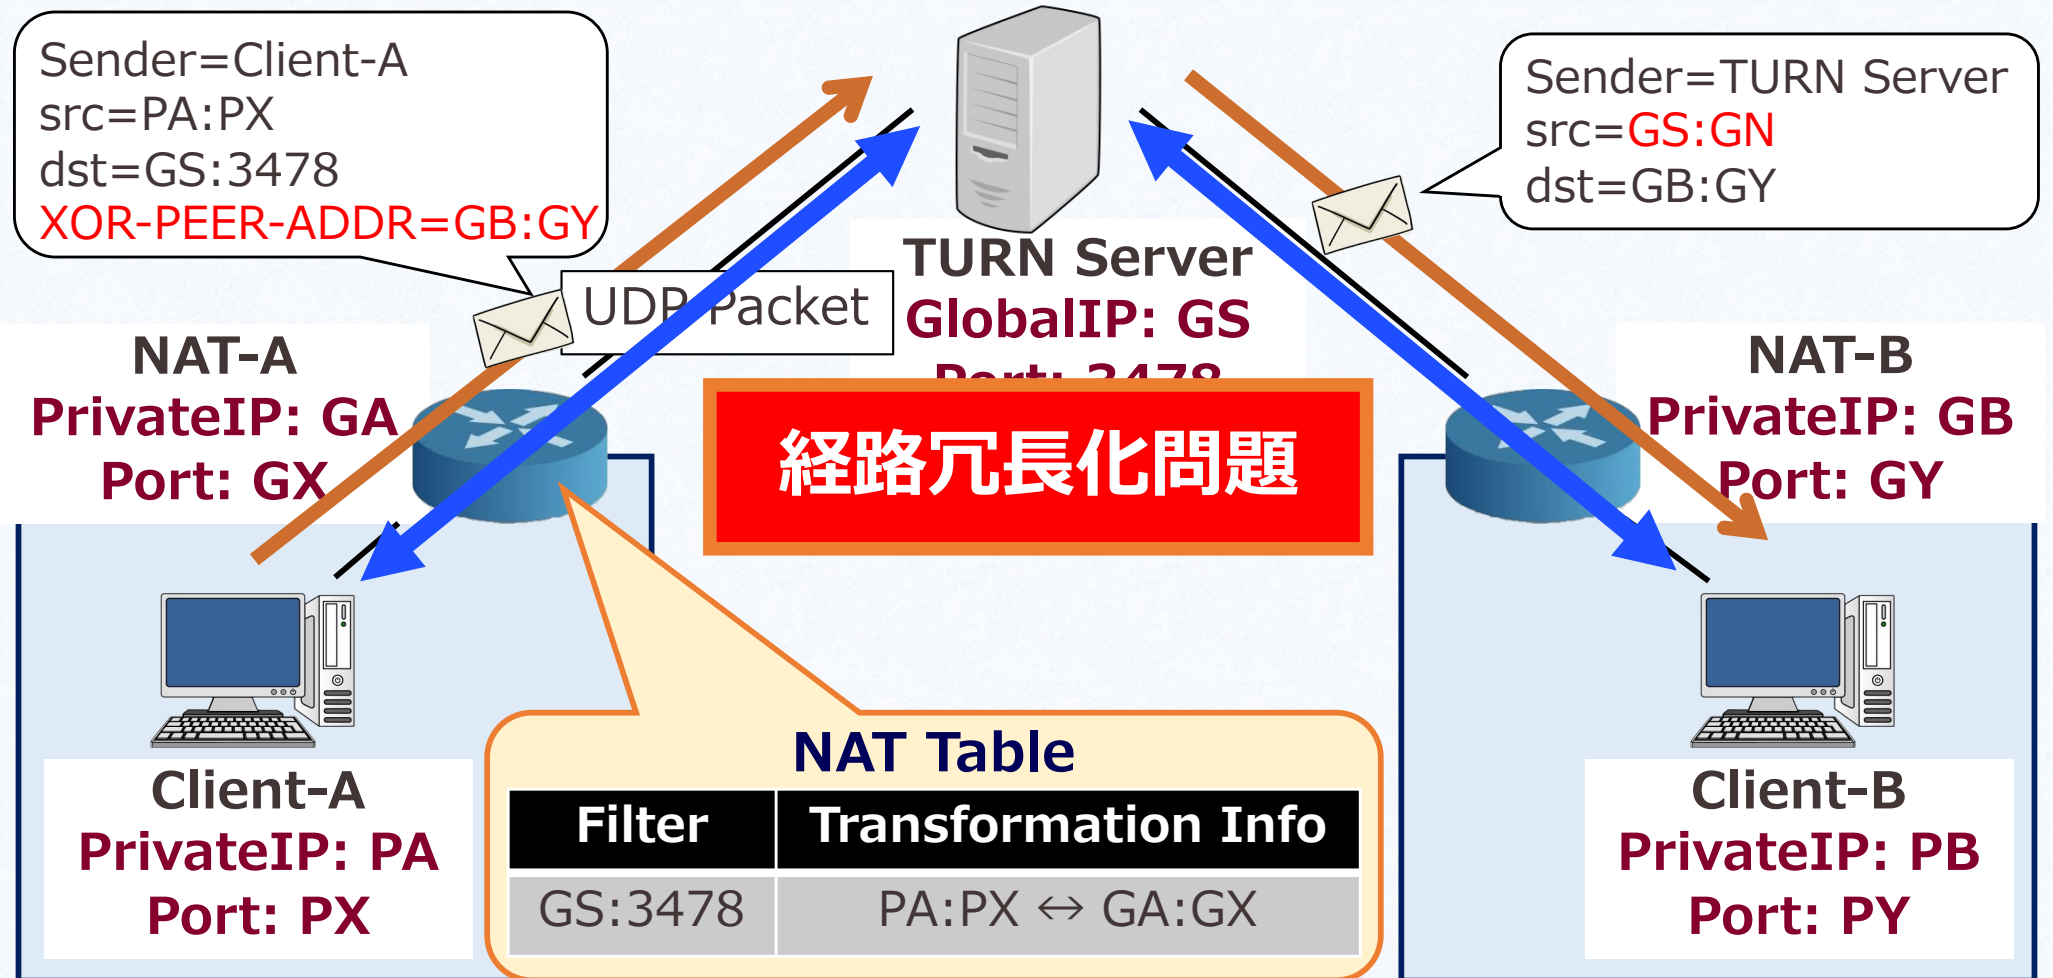 Sender=Client-A
src=PA:PX
dst=GS:3478
XOR-PEER-ADDR=GB:GY
Sender=TURN Server
src=GS:GN
dst=GB:GY
UDP Packet
TURN Server
GlobalIP: GS
Port: 3478
NAT-A
PrivateIP: GA
Port: GX
NAT-B
PrivateIP: GB
Port: GY
経路冗長化問題
Client-A
PrivateIP: PA
Port: PX
NAT Table
Filter Transformation Info
GS:3478 PA:PX ↔ GA:GX
Client-B
PrivateIP: PB
Port: PY